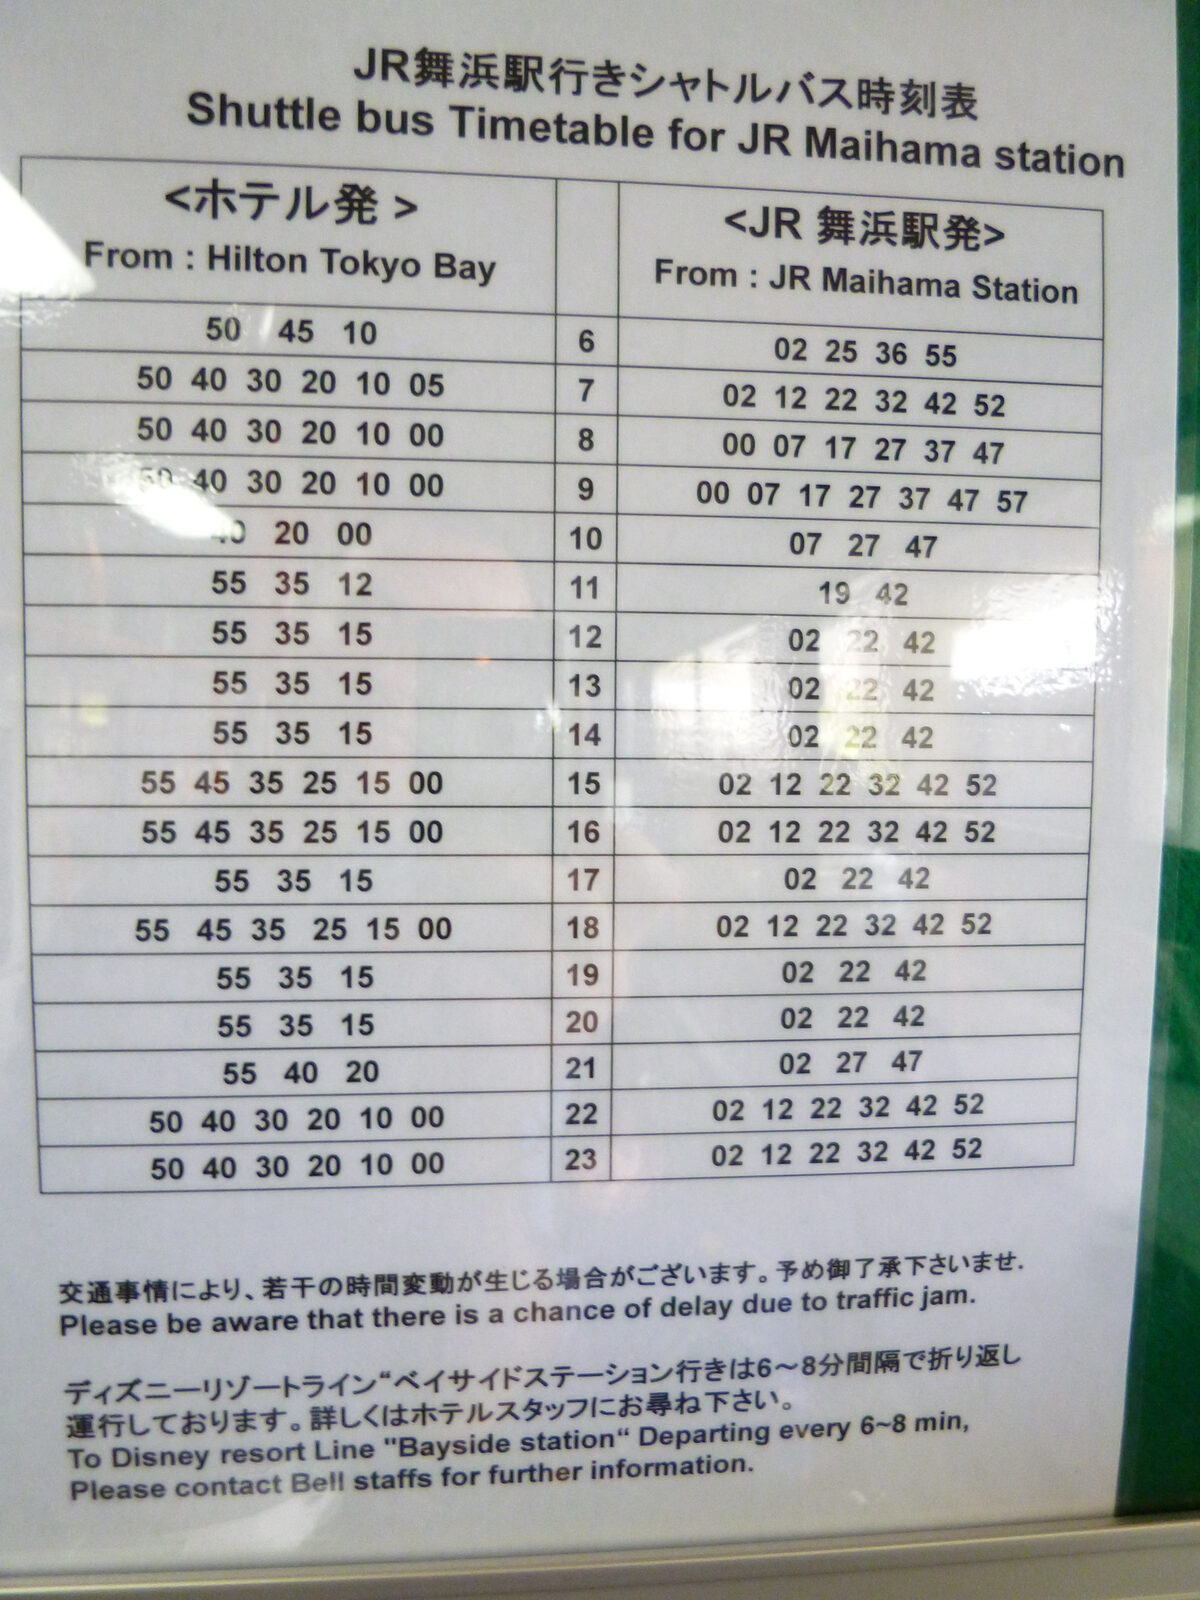 JR舞浜駅行きシャトルバス時刻表
Shuttle bus Timetable for JR Maihama station
<ホテル発 > <JR 舞浜駅発>
From : Hilton Tokyo Bay From : JR Maihama Station
50 45 10 6 02 25 36 55
50 40 30 20 10 05 7 02 12 22 32 42 52
50 40 30 20 10 00 8 00 07 17 27 37 47
50 40 30 20 10 00 9 00 07 17 27 37 47 57
40 20 00 10 07 27 47
55 35 12 11 19 42
55 35 15 12 02 22 42
55 35 15 13 02 22 42
55 35 15 14 02 22 42
55 45 35 25 15 00 15 02 12 22 32 42 52
55 45 35 25 15 00 16 02 12 22 32 42 52
55 35 15 17 02 22 42
55 45 35 25 15 00 18 02 12 22 32 42 52
55 35 15 19 02 22 42
55 35 15 20 02 22 42
55 40 20 21 02 27 47
50 40 30 20 10 00 22 02 12 22 32 42 52
50 40 30 20 10 00 23 02 12 22 32 42 52
交通事情により、若干の時間変動が生じる場合がございます。予め御了承下さいませ.
Please be aware that there is a chance of delay due to traffic jam.
ディズニーリゾートライン“ベイサイドステーション行きは6～8分間隔で折り返し
運行しております。詳しくはホテルスタッフにお尋ね下さい。
To Disney resort Line "Bayside station“ Departing every 6~8 min,
Please contact Bell staffs for further information.